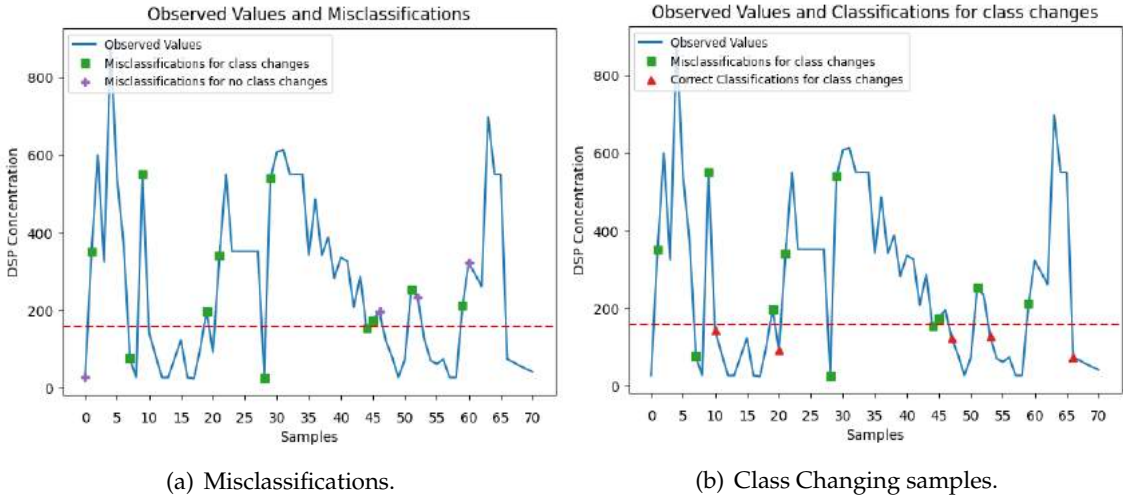 Observed Values and Misclassifications
Observed Values
Misclassifications for class changes
Misclassifications for no class changes
DSP Concentration
800
600
400
200
0
0 5 10 15 20 25 30 35 40 45 50 55 60 65 70
Samples
(a) Misclassifications.
Observed Values and Classifications for class changes
Observed Values
Misclassifications for class changes
Correct Classifications for class changes
DSP Concentration
800
600
400
200
0
0 5 10 15 20 25 30 35 40 45 50 55 60 65 70
Samples
(b) Class Changing samples.